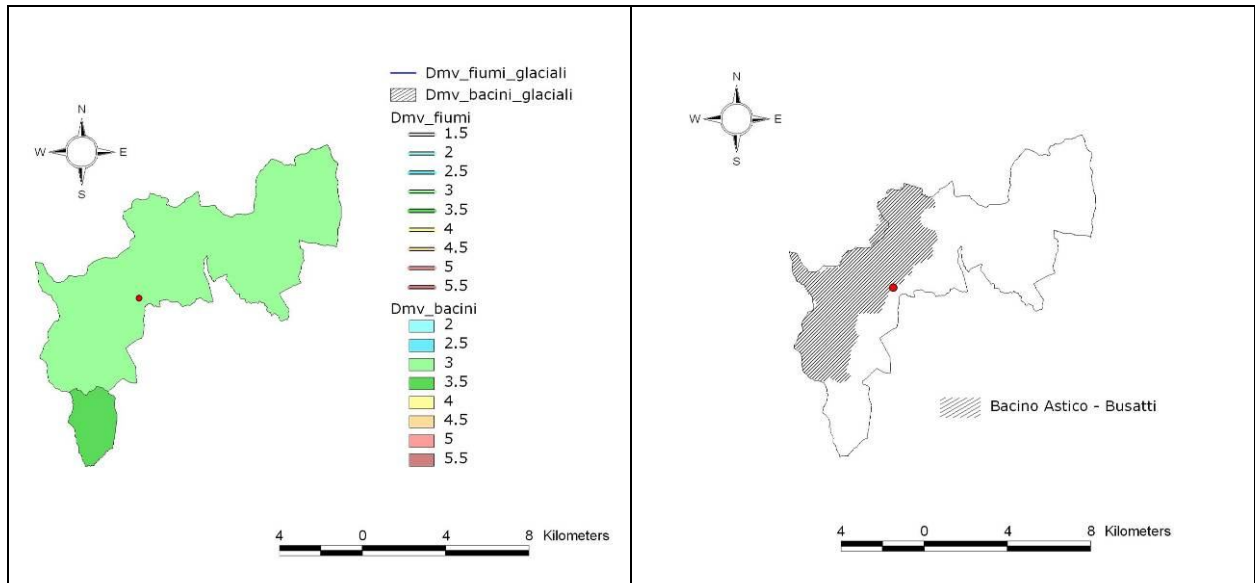 N
W E
S
Dmv_fiumi_glaciali
Dmv_bacini_glaciali
Dmv_fiumi
1.5
2
2.5
3
3.5
4
4.5
5
5.5
Dmv_bacini
2
2.5
3
3.5
4
4.5
5
5.5
4 0 4 8 Kilometers
N
W E
S
Bacino Astico - Busatti
4 0 4 8 Kilometers